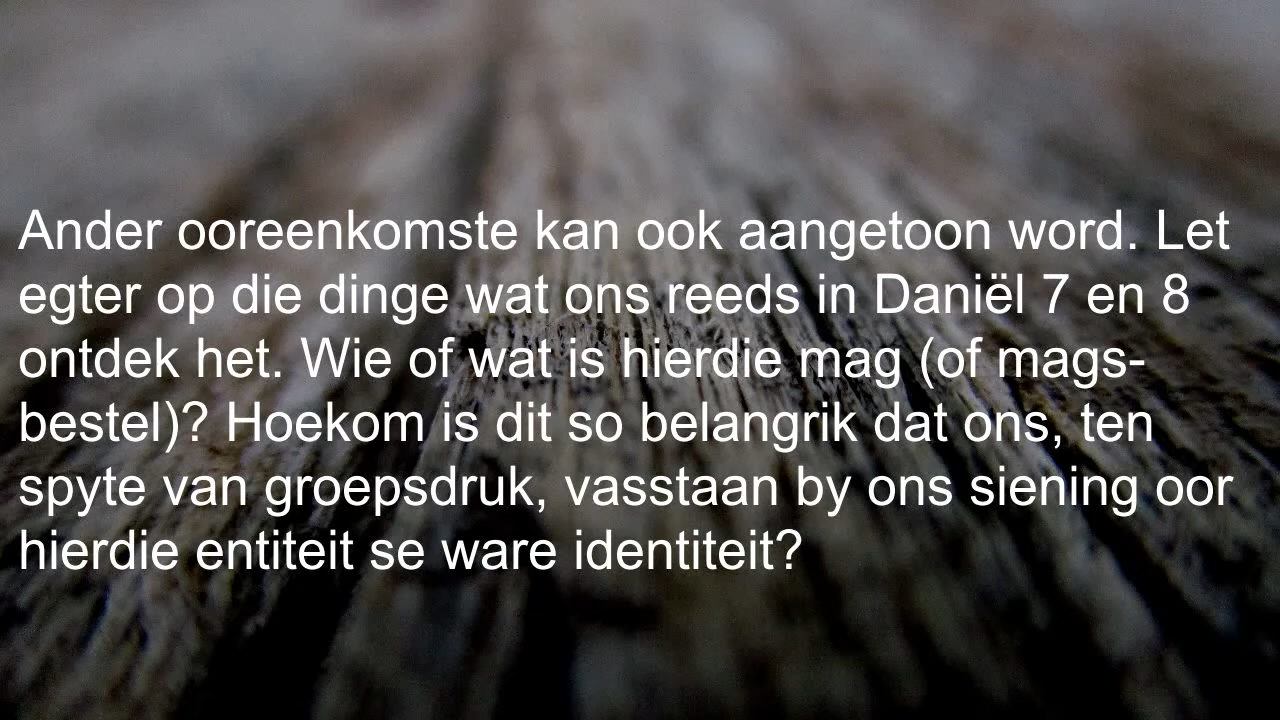 Ander ooreenkomste kan ook aangetoon word. Let
egter op die dinge wat ons reeds in Daniël 7 en 8
ontdek het. Wie of wat is hierdie mag (of mags-
bestel)? Hoekom is dit so belangrik dat ons, ten
spyte van groepsdruk, vasstaan by ons siening oor
hierdie entiteit se ware identiteit?